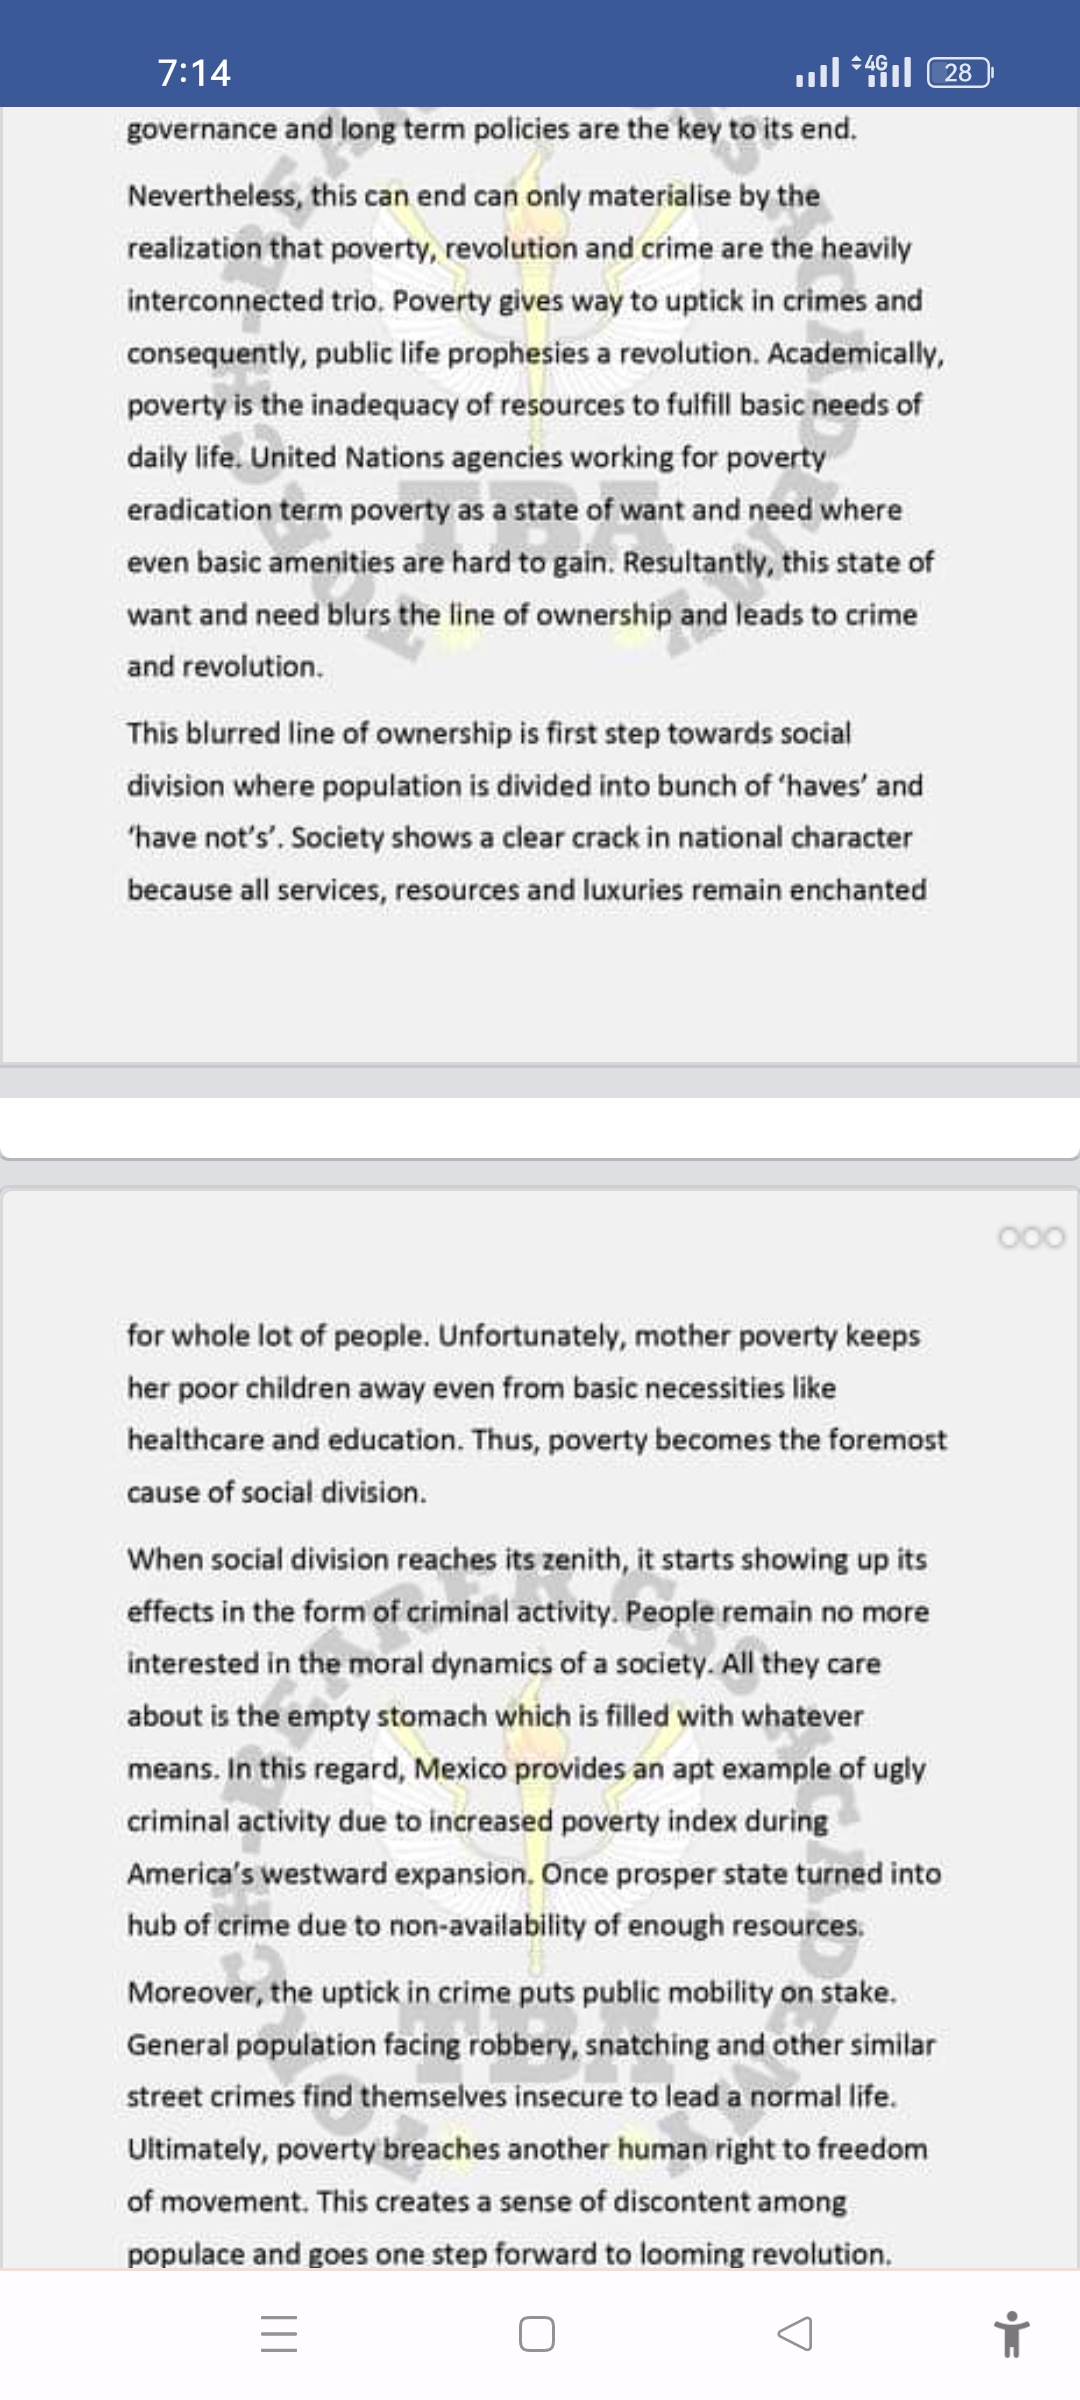 7:14
4G
28
governance and long term policies are the key to its end.
Nevertheless, this can end can only materialise by the
realization that poverty, revolution and crime are the heavily
interconnected trio. Poverty gives way to uptick in crimes and
consequently, public life prophesies a revolution. Academically,
poverty is the inadequacy of resources to fulfill basic needs of
daily life. United Nations agencies working for poverty
eradication term poverty as a state of want and need where
even basic amenities are hard to gain. Resultantly, this state of
want and need blurs the line of ownership and leads to crime
and revolution.
This blurred line of ownership is first step towards social
division where population is divided into bunch of ‘haves’ and
‘have not’s’. Society shows a clear crack in national character
because all services, resources and luxuries remain enchanted
TBA
for whole lot of people. Unfortunately, mother poverty keeps
her poor children away even from basic necessities like
healthcare and education. Thus, poverty becomes the foremost
cause of social division.
When social division reaches its zenith, it starts showing up its
effects in the form of criminal activity. People remain no more
interested in the moral dynamics of a society. All they care
about is the empty stomach which is filled with whatever
means. In this regard, Mexico provides an apt example of ugly
criminal activity due to increased poverty index during
America’s westward expansion. Once prosper state turned into
hub of crime due to non-availability of enough resources.
Moreover, the uptick in crime puts public mobility on stake.
General population facing robbery, snatching and other similar
street crimes find themselves insecure to lead a normal life.
Ultimately, poverty breaches another human right to freedom
of movement. This creates a sense of discontent among
populace and goes one step forward to looming revolution.
TORCH-BEARER CSS ACADEMY
TBA